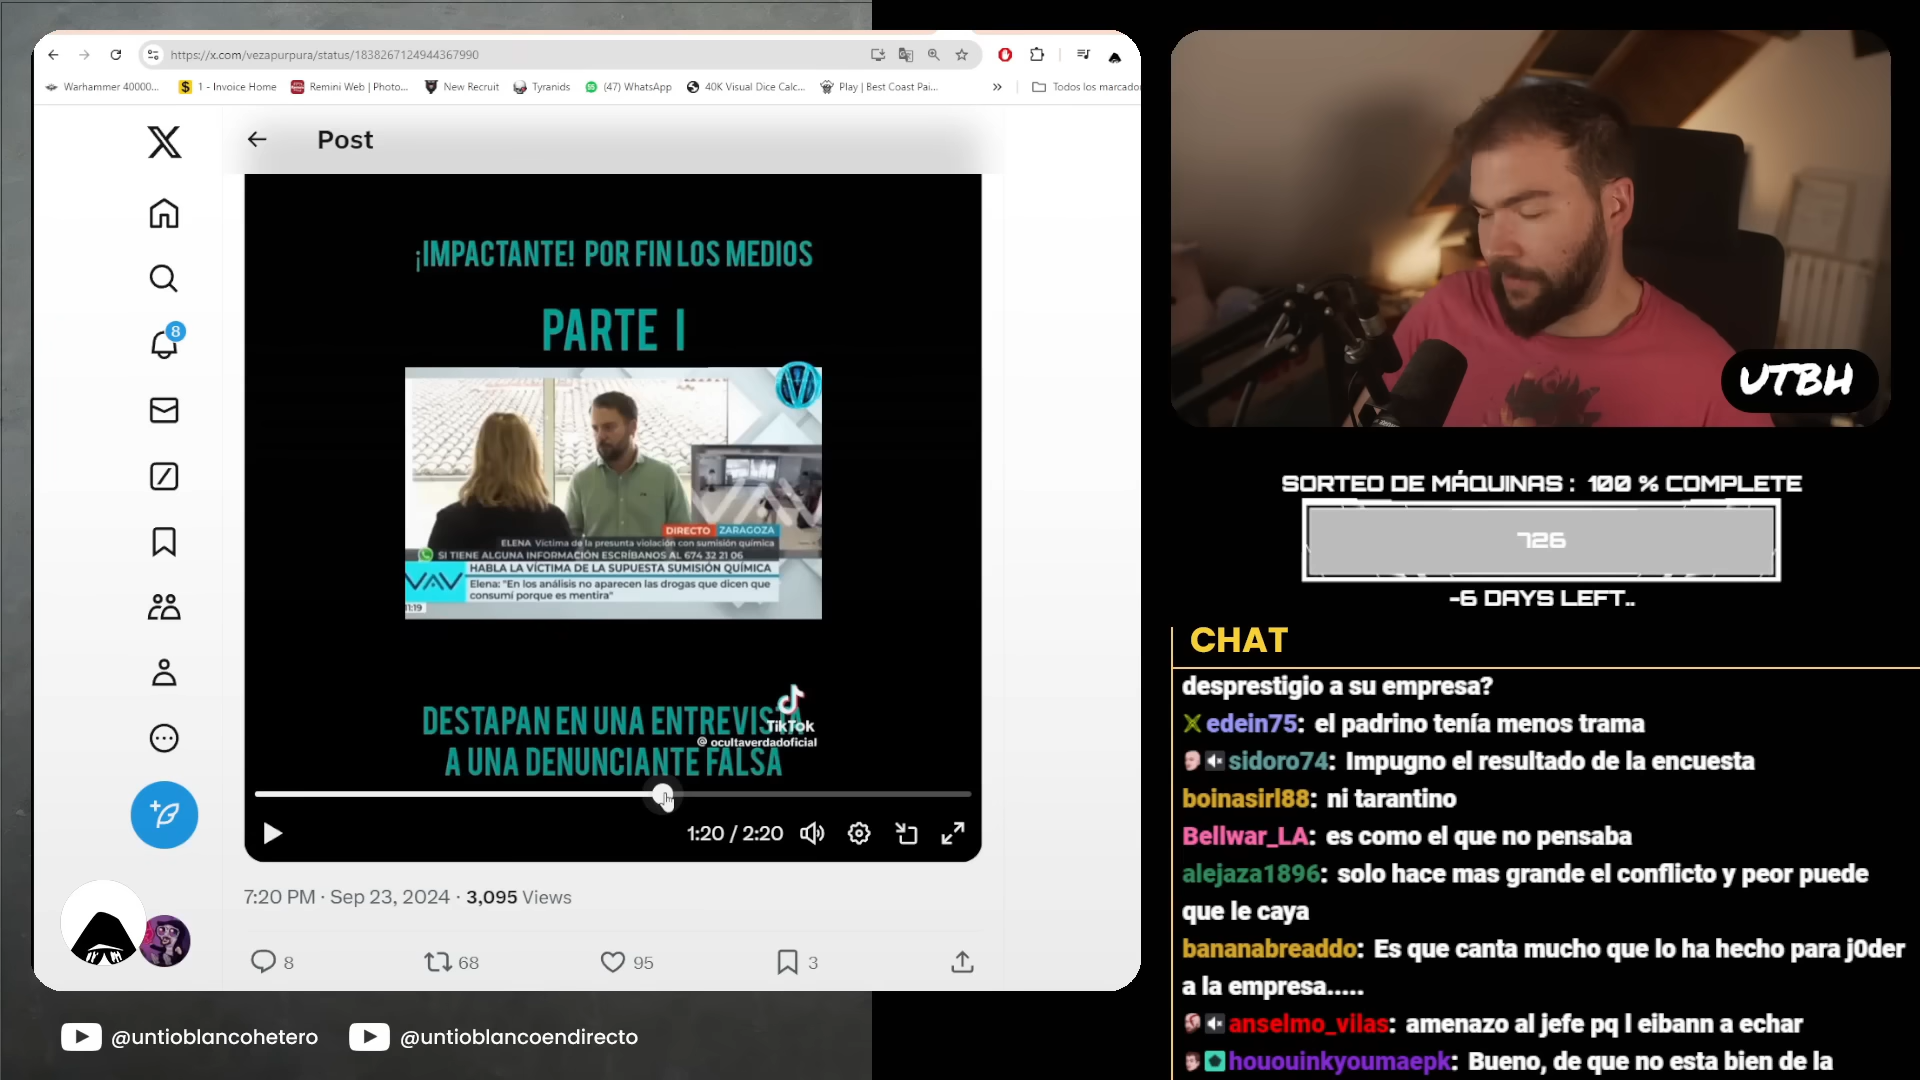 https://x.com/vezapurpura/status/1838267124944367990
Warhammer 40000...
1 - Invoice Home
Remini Web | Photo...
New Recruit
Tyranids
(47) WhatsApp
40K Visual Dice Calc...
Play | Best Coast Pai...
Todos los marcado
Post
8
¡IMPACTANTE! POR FIN LOS MEDIOS
PARTE I
DIRECTO ZARAGOZA
ELENA Víctima de la presunta violación con sumisión química
SI TIENE ALGUNA INFORMACIÓN ESCRÍBANOS AL 674 32 21 06
HABLA LA VÍCTIMA DE LA SUPUESTA SUMISIÓN QUÍMICA
VAV
Elena: "En los análisis no aparecen las drogas que dicen que
consumí porque es mentira"
11:19
DESTAPAN EN UNA ENTREVISTA
TikTok
@ ocultaverdadoficial
A UNA DENUNCIANTE FALSA
1:20 / 2:20
7:20 PM · Sep 23, 2024 · 3,095 Views
8
68
95
3
@untioblancohetero
@untioblancoendirecto
UTBH
SORTEO DE MÁQUINAS : 100 % COMPLETE
726
-6 DAYS LEFT..
CHAT
desprestigio a su empresa?
edein75: el padrino tenía menos trama
sidoro74: Impugno el resultado de la encuesta
boinasirl88: ni tarantino
Bellwar_LA: es como el que no pensaba
alejaza1896: solo hace mas grande el conflicto y peor puede
que le caya
bananabreaddo: Es que canta mucho que lo ha hecho para j0der
a la empresa.....
anselmo_vilas: amenazo al jefe pq l eibann a echar
hououinkyoumaepk: Bueno, de que no esta bien de la